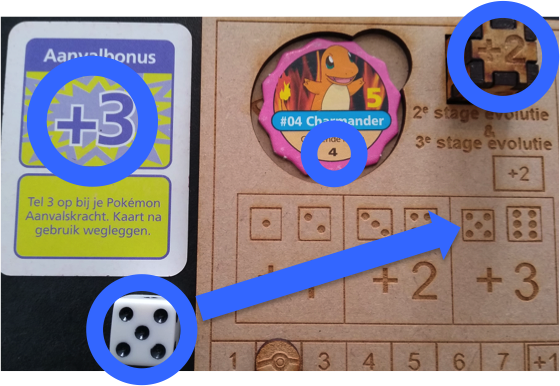 Aanvalbonus
+3
Tel 3 op bij je Pokémon
Aanvalskracht. Kaart na
gebruik wegleggen.
5
#04 Charmander
4
+2
2e stage evolutie
&
3e stage evolutie
+2
+2
+3
1
3
4
5
6
7
+1